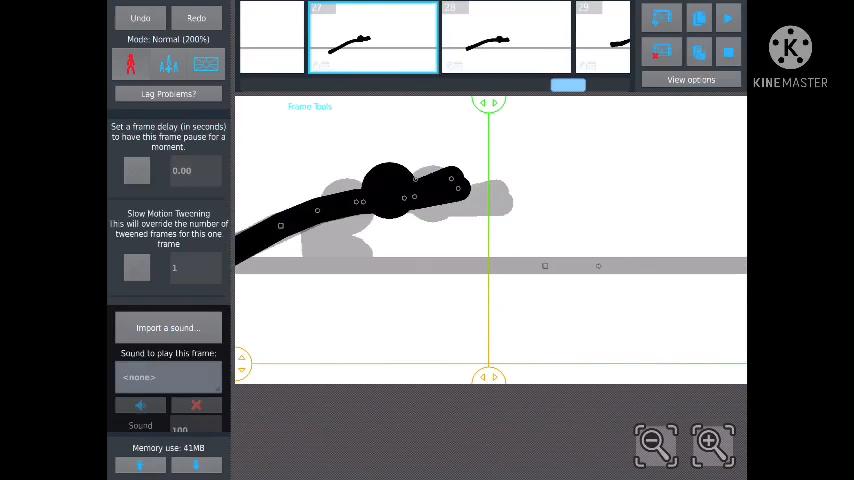 Undo
Redo
Mode: Normal (200%)
Lag Problems?
Set a frame delay (in seconds)
to have this frame pause for a
moment.
0.00
Slow Motion Tweening
This will override the number of
tweened frames for this one
frame
1
Import a sound...
Sound to play this frame:
<none>
Sound
100
Memory use: 41MB
27
28
29
View options
Frame Tools
K
KINEMASTER